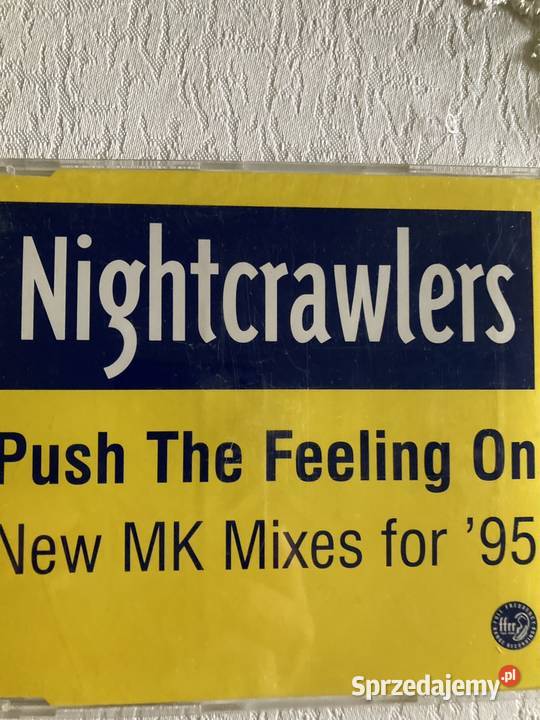 Nightcrawlers
Push The Feeling On
New MK Mixes for '95
ffrr
Sprzedajemy.pl